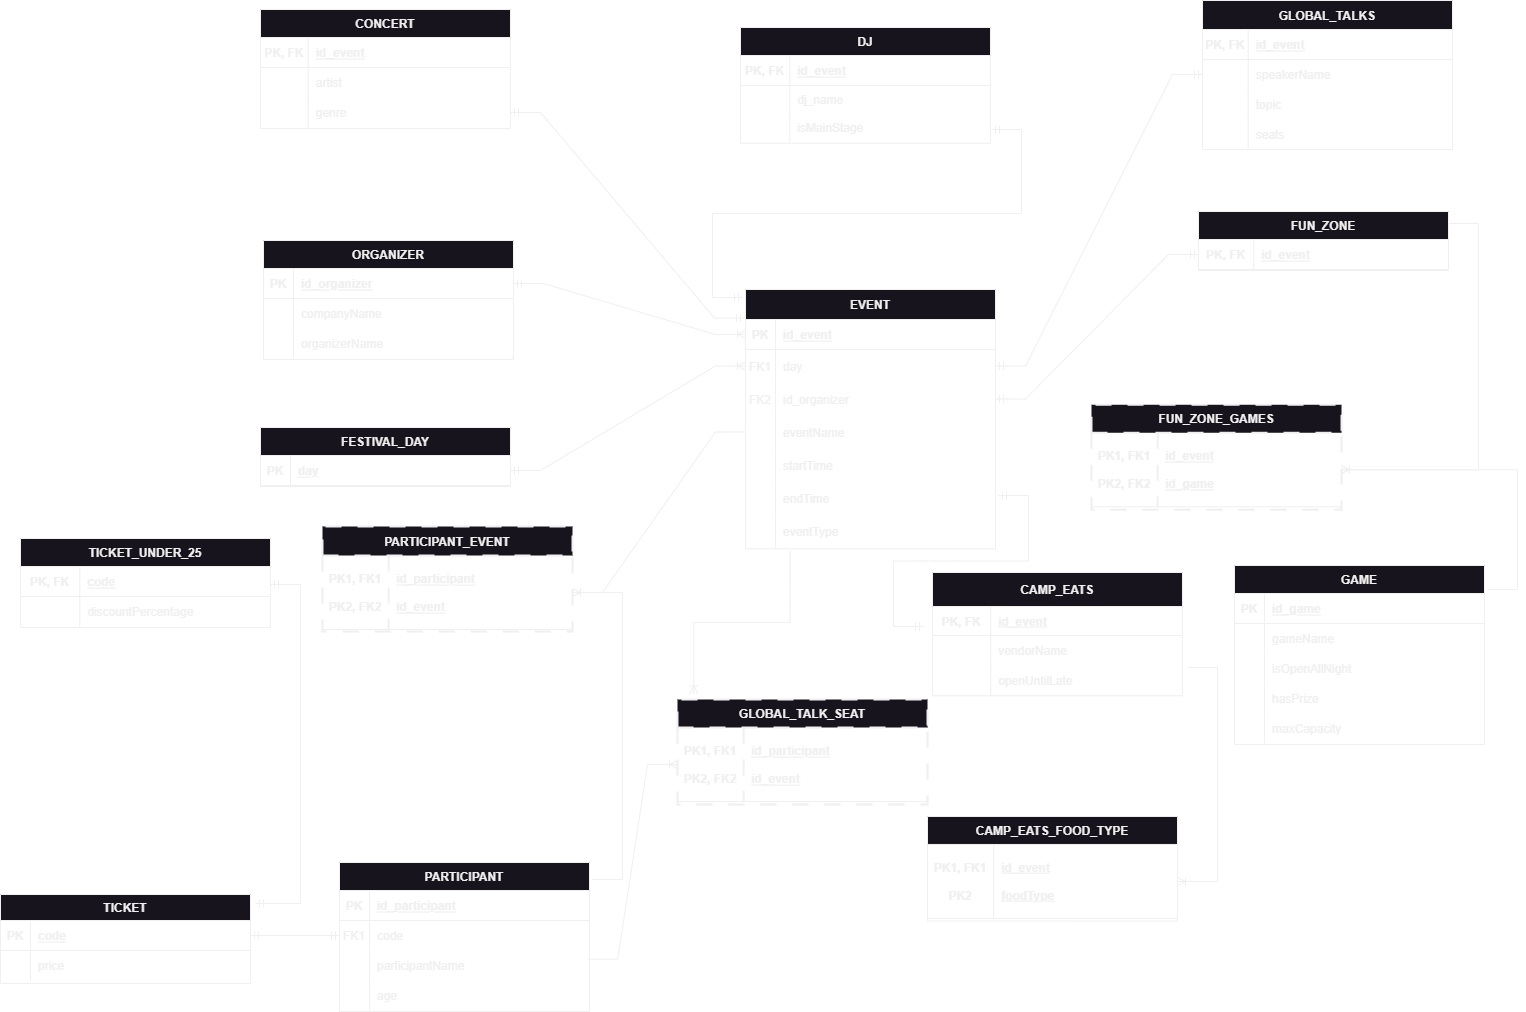 CONCERT
PK, FK id_event
artist
genre
DJ
PK, FK id_event
dj_name
isMainStage
GLOBAL_TALKS
PK, FK id_event
speakerName
topic
seats
ORGANIZER
PK id_organizer
companyName
organizerName
FUN_ZONE
PK, FK id_event
EVENT
PK id_event
FK1 day
FK2 id_organizer
eventName
startTime
endTime
eventType
FESTIVAL_DAY
PK day
FUN_ZONE_GAMES
PK1, FK1 id_event
PK2, FK2 id_game
TICKET_UNDER_25
PK, FK code
discountPercentage
PARTICIPANT_EVENT
PK1, FK1 id_participant
PK2, FK2 id_event
CAMP_EATS
PK, FK id_event
vendorName
openUntilLate
GAME
PK id_game
gameName
isOpenAllNight
hasPrize
maxCapacity
GLOBAL_TALK_SEAT
PK1, FK1 id_participant
PK2, FK2 id_event
CAMP_EATS_FOOD_TYPE
PK1, FK1 id_event
PK2 foodType
TICKET
PK code
price
PARTICIPANT
PK id_participant
FK1 code
participantName
age